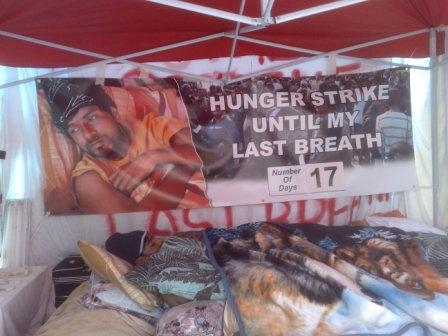 HUNGER STRIKE
UNTIL MY
LAST BREATH
Number
Of
Days
17
LAST BREATH